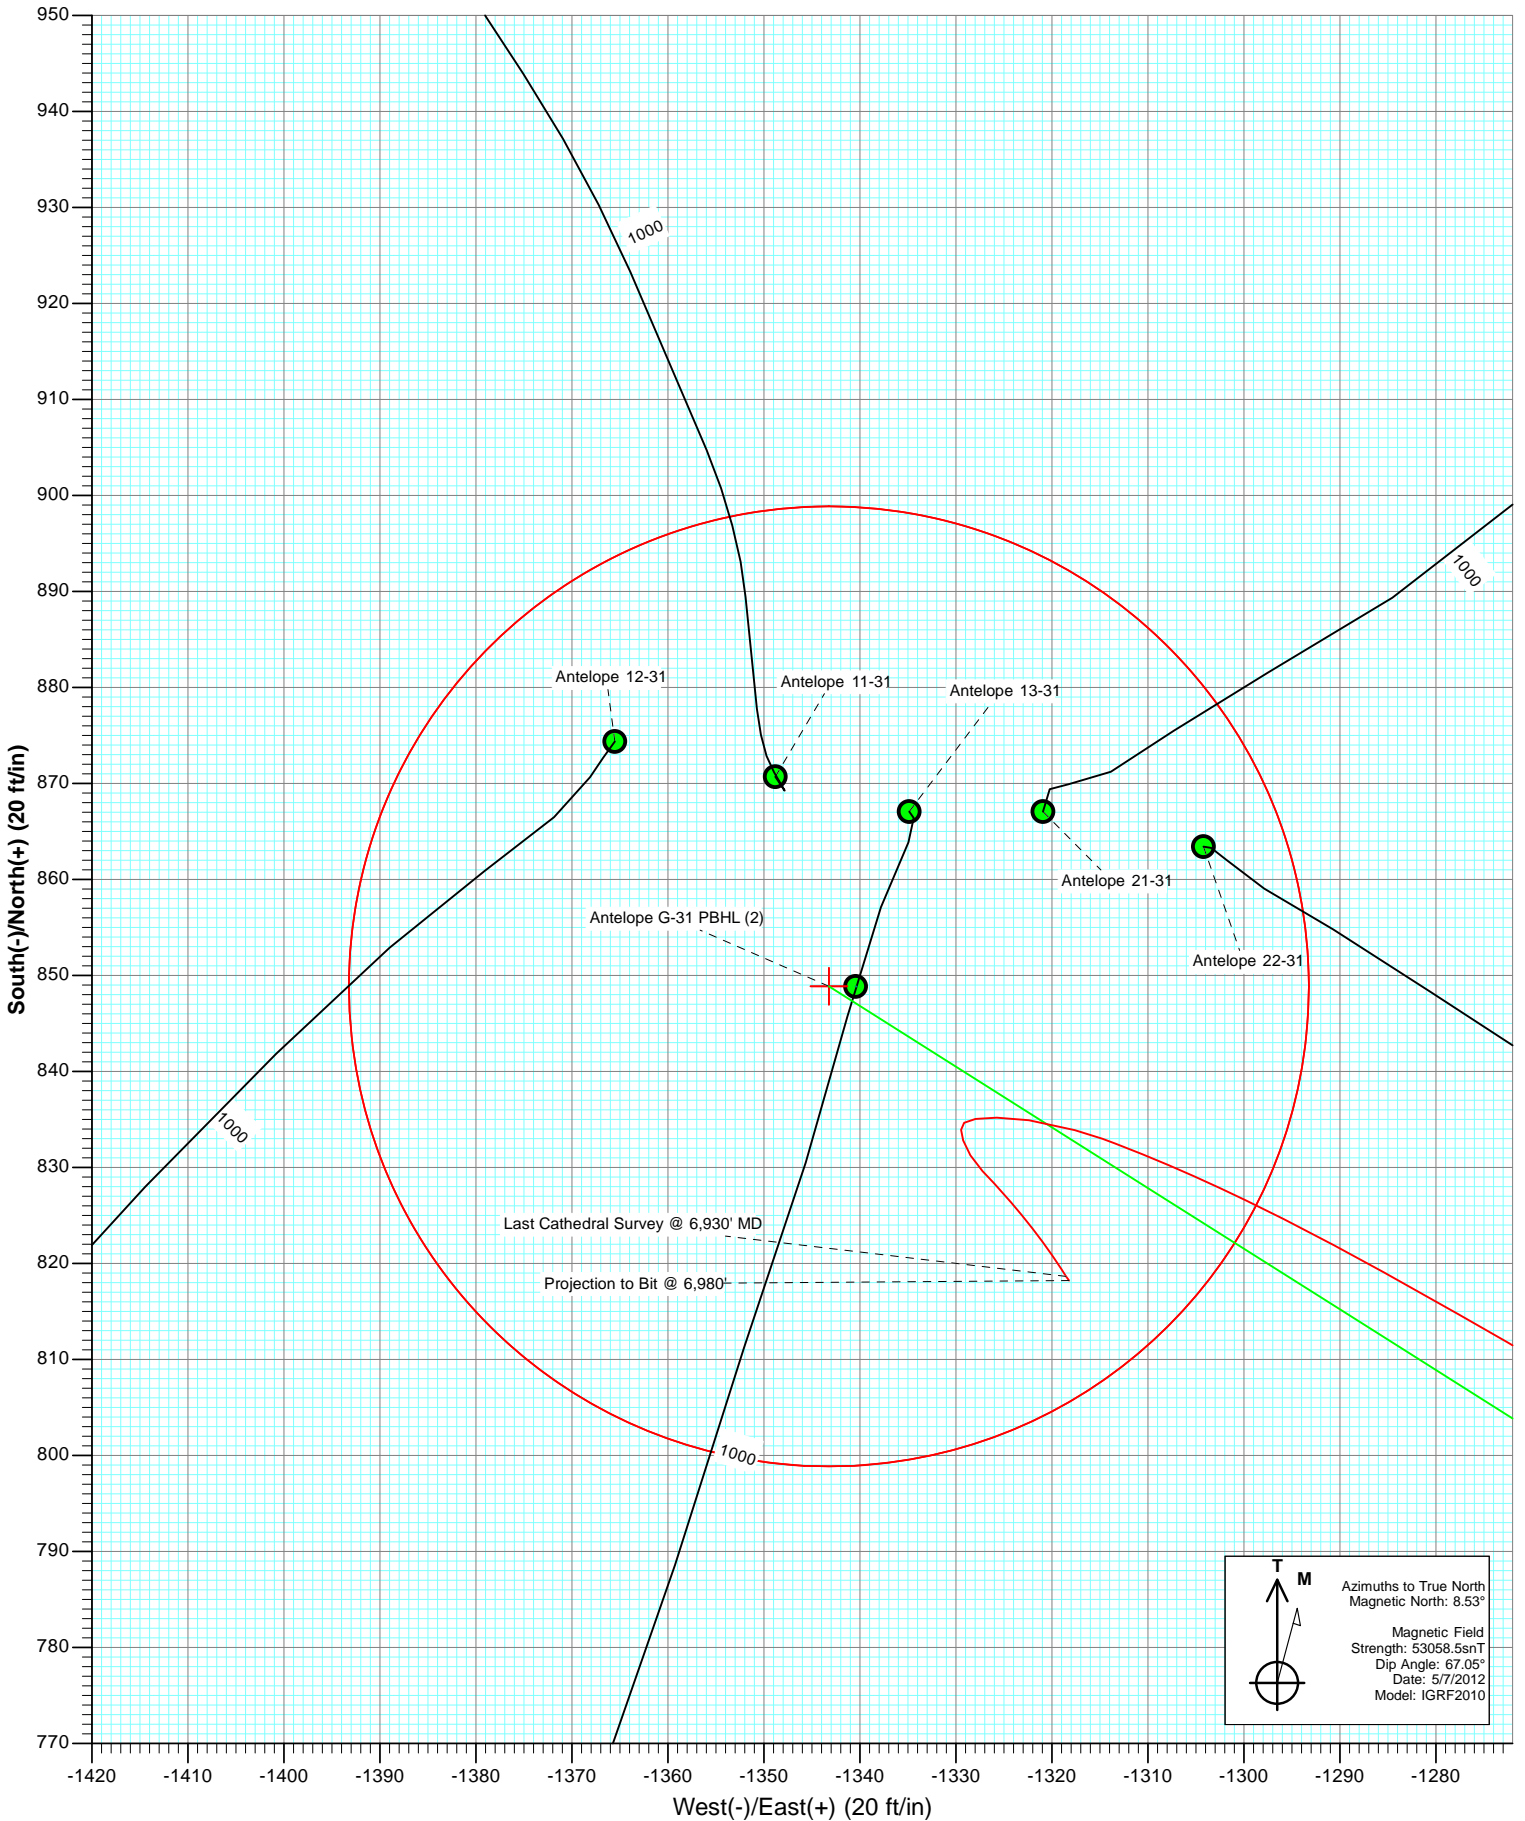 950
940
930
920
910
900
890
880
870
860
850
840
830
820
810
800
790
780
770
South(-)/North(+) (20 ft/in)
1000
1000
Antelope 12-31
Antelope 11-31
Antelope 13-31
Antelope 21-31
Antelope G-31 PBHL (2)
Antelope 22-31
1000
Last Cathedral Survey @ 6,930' MD
Projection to Bit @ 6,980'
1000
T
M
Azimuths to True North
Magnetic North: 8.53°
Magnetic Field
Strength: 53058.5snT
Dip Angle: 67.05°
Date: 5/7/2012
Model: IGRF2010
-1420 -1410 -1400 -1390 -1380 -1370 -1360 -1350 -1340 -1330 -1320 -1310 -1300 -1290 -1280
West(-)/East(+) (20 ft/in)